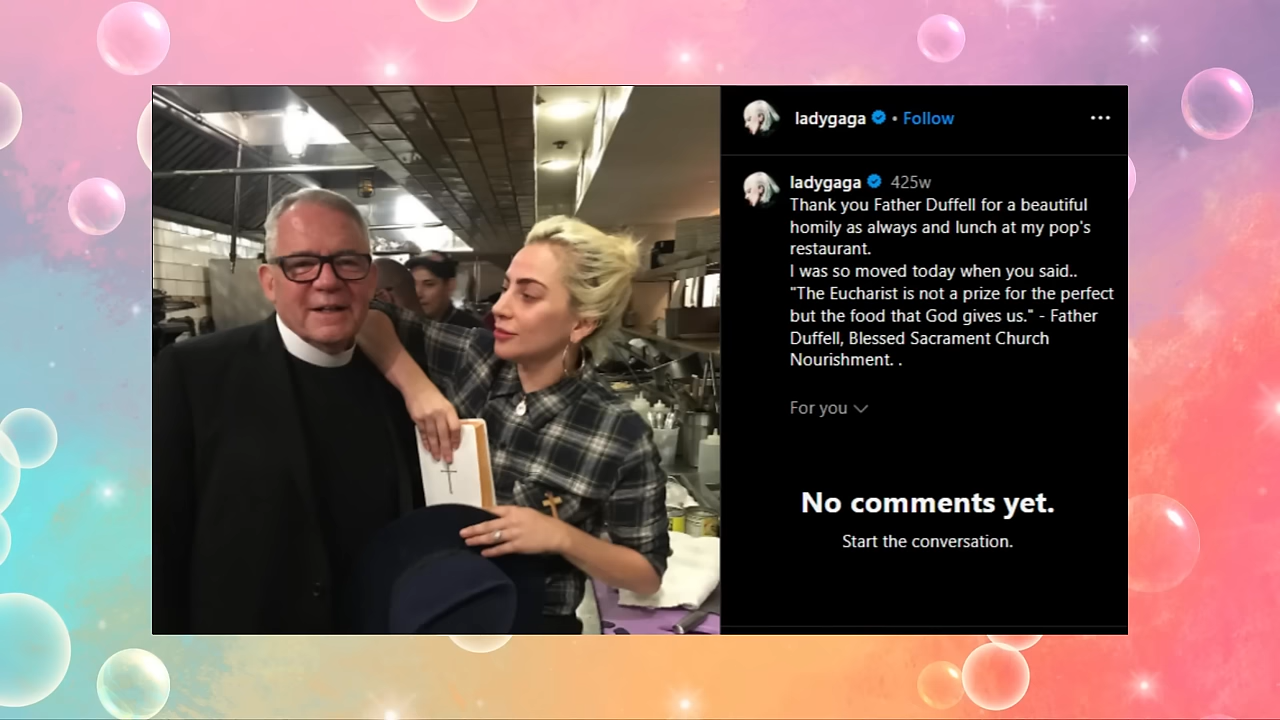 ladygaga • Follow
ladygaga 425w
Thank you Father Duffell for a beautiful
homily as always and lunch at my pop's
restaurant.
I was so moved today when you said..
"The Eucharist is not a prize for the perfect
but the food that God gives us." - Father
Duffell, Blessed Sacrament Church
Nourishment. .
For you
No comments yet.
Start the conversation.